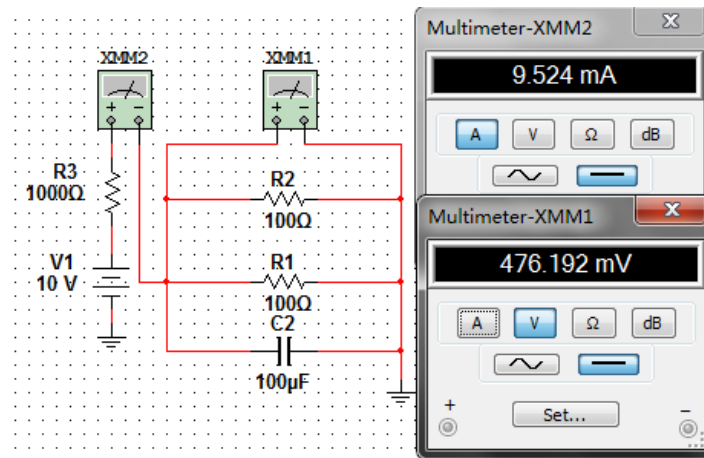 XMM2
XMM1
R3
1000Ω
R2
100Ω
V1
10 V
R1
100Ω
C2
100µF
Multimeter-XMM2
X
9.524 mA
A V Ω dB
Multimeter-XMM1
X
476.192 mV
A V Ω dB
+ Set... −